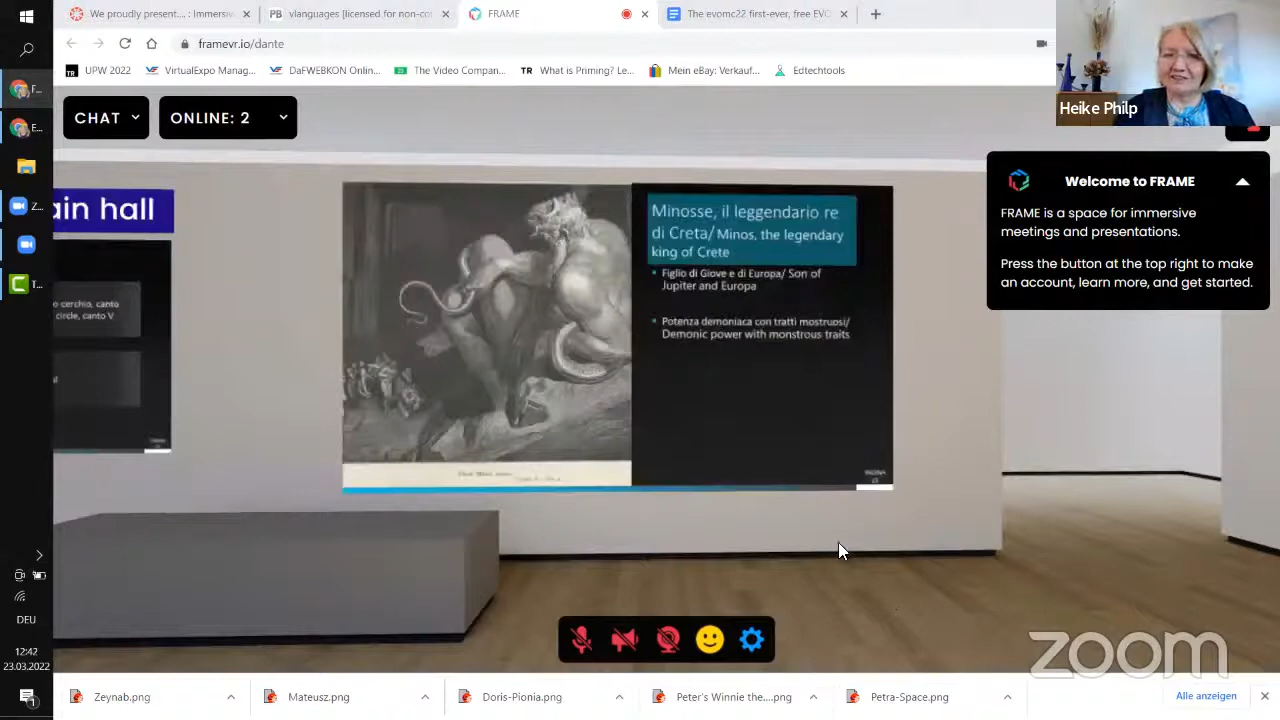 We proudly present.... : Immersiv
vlanguages [licensed for non-co
FRAME
The evomc22 first-ever, free EVO
framevr.io/dante
UPW 2022
VirtualExpo Manag...
DaFWEBKON Onlin...
The Video Compan...
What is Priming? Le...
Mein eBay: Verkauf...
Edtechtools
Heike Philp
CHAT
ONLINE: 2
Welcome to FRAME
FRAME is a space for immersive
meetings and presentations.
Press the button at the top right to make
an account, learn more, and get started.
ain hall
o cerchio, canto
circle, canto V
Minosse, il leggendario re
di Creta/ Minos, the legendary
king of Crete
Figlio di Giove e di Europa/ Son of
Jupiter and Europa
Potenza demoniaca con tratti mostruosi/
Demonic power with monstrous traits
F...
E...
Z...
T...
DEU
12:42
23.03.2022
1
zoom
Zeynab.png
Mateusz.png
Doris-Pionia.png
Peter's Winnie the....png
Petra-Space.png
Alle anzeigen